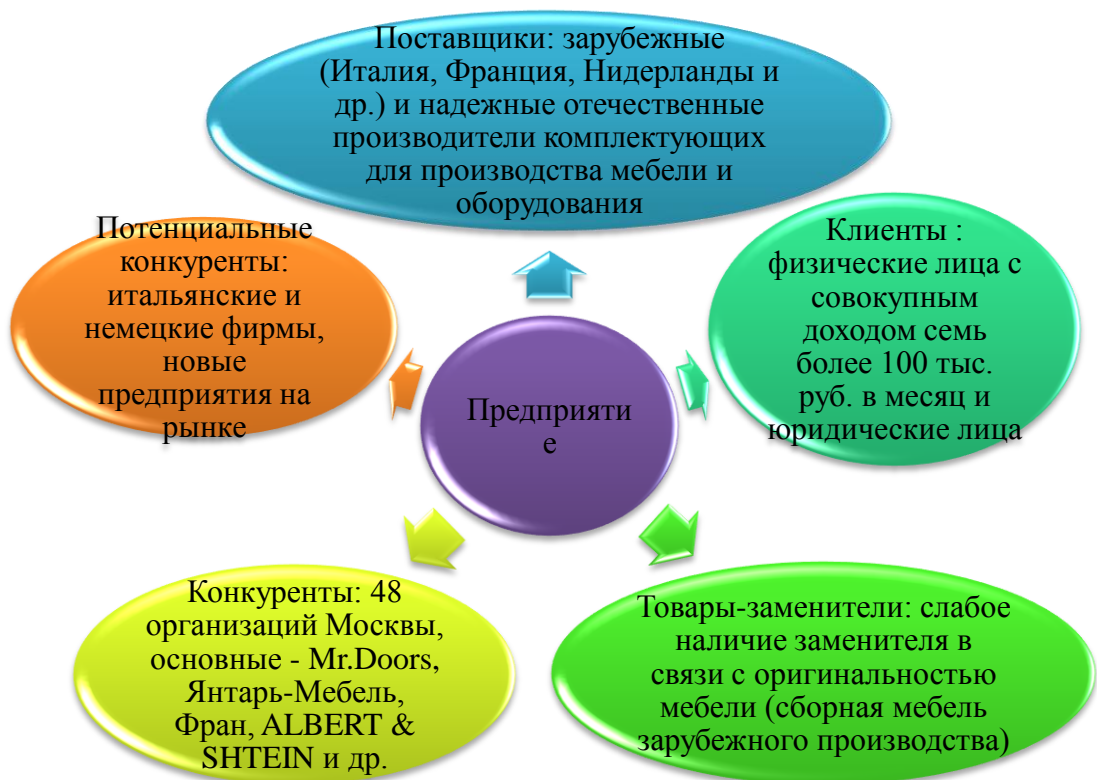 Поставщики: зарубежные
(Италия, Франция, Нидерланды и
др.) и надежные отечественные
производители комплектующих
для производства мебели и
оборудования
Потенциальные
конкуренты:
итальянские и
немецкие фирмы,
новые
предприятия на
рынке
Клиенты :
физические лица с
совокупным
доходом семь
более 100 тыс.
руб. в месяц и
юридические лица
Предприяти
е
Конкуренты: 48
организаций Москвы,
основные - Mr.Doors,
Янтарь-Мебель,
Фран, ALBERT &
SHTEIN и др.
Товары-заменители: слабое
наличие заменителя в
связи с оригинальностью
мебели (сборная мебель
зарубежного производства)